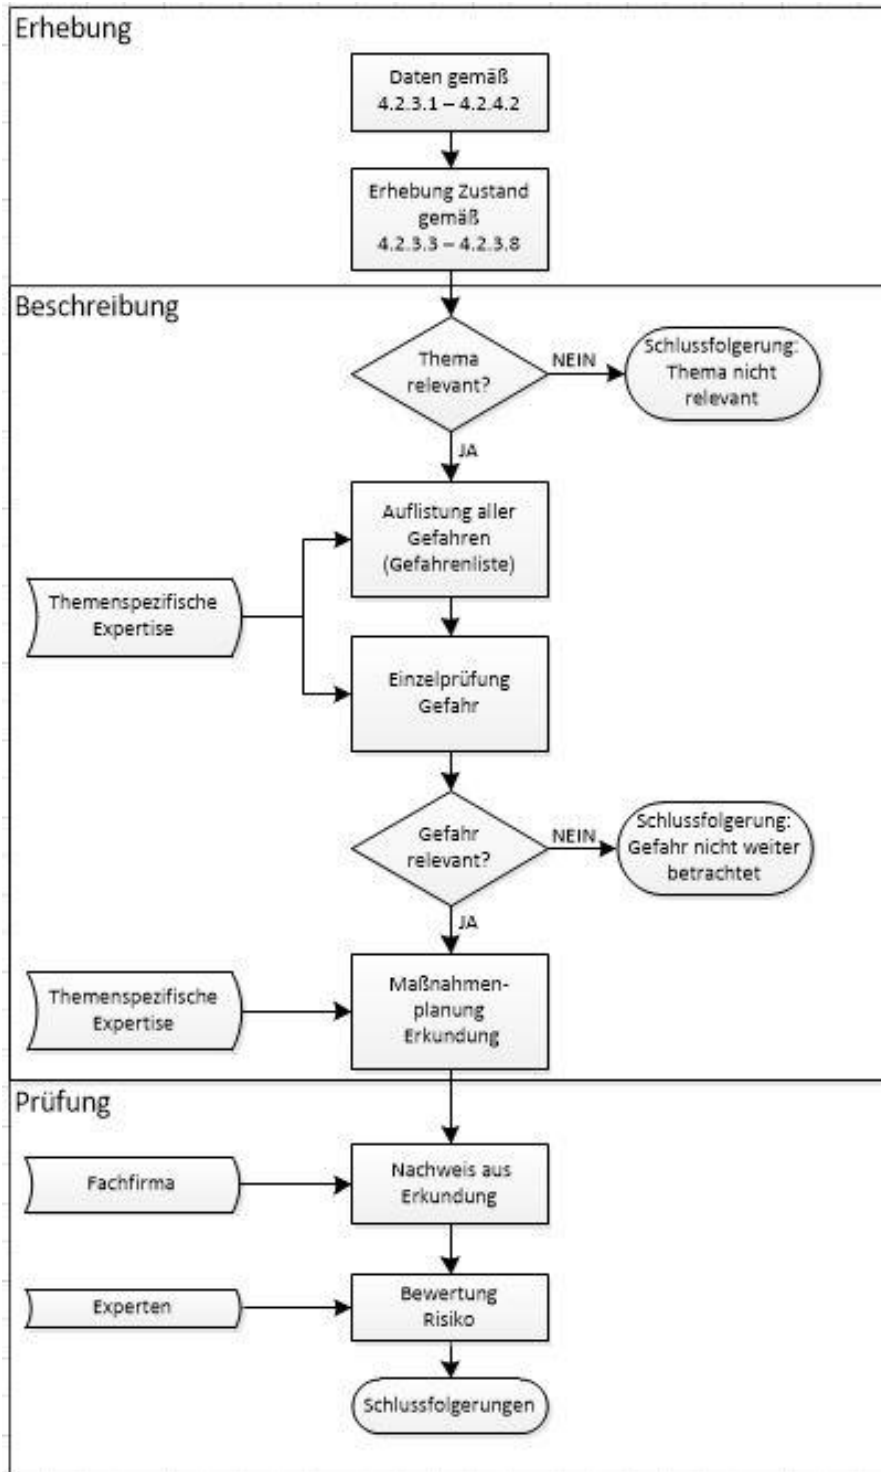 Erhebung
Daten gemäß
4.2.3.1 – 4.2.4.2
Erhebung Zustand
gemäß
4.2.3.3 – 4.2.3.8
Beschreibung
Thema
relevant?
NEIN
Schlussfolgerung:
Thema nicht
relevant
JA
Auflistung aller
Gefahren
(Gefahrenliste)
Themenspezifische
Expertise
Einzelprüfung
Gefahr
Gefahr
relevant?
NEIN
Schlussfolgerung:
Gefahr nicht weiter
betrachtet
JA
Themenspezifische
Expertise
Maßnahmen-
planung
Erkundung
Prüfung
Fachfirma
Nachweis aus
Erkundung
Experten
Bewertung
Risiko
Schlussfolgerungen